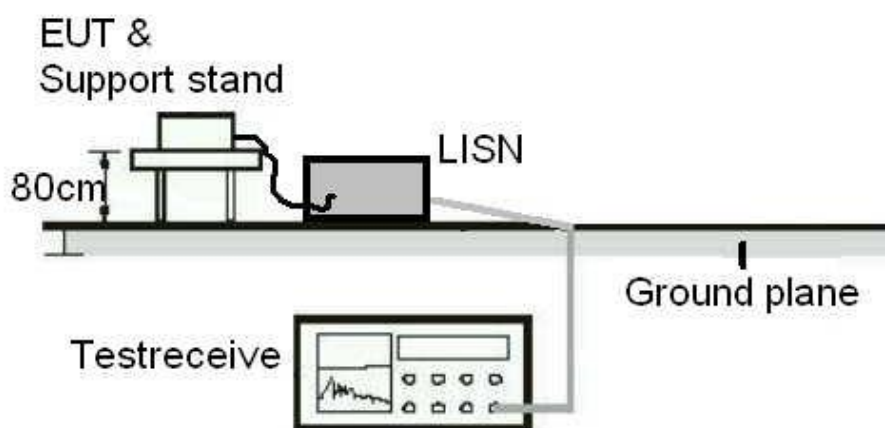 EUT &
Support stand
LISN
80cm
Ground plane
Testreceive